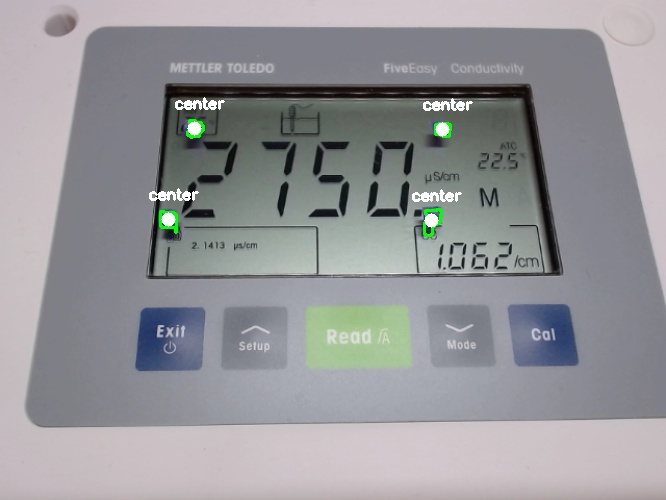 METTLER TOLEDO FiveEasy Conductivity
center center
ATC
22.5°
2750.
µS/cm
M
center center
2. 1413 µs/cm
1.062/cm
Exit
Setup
Read /A
Mode
Cal